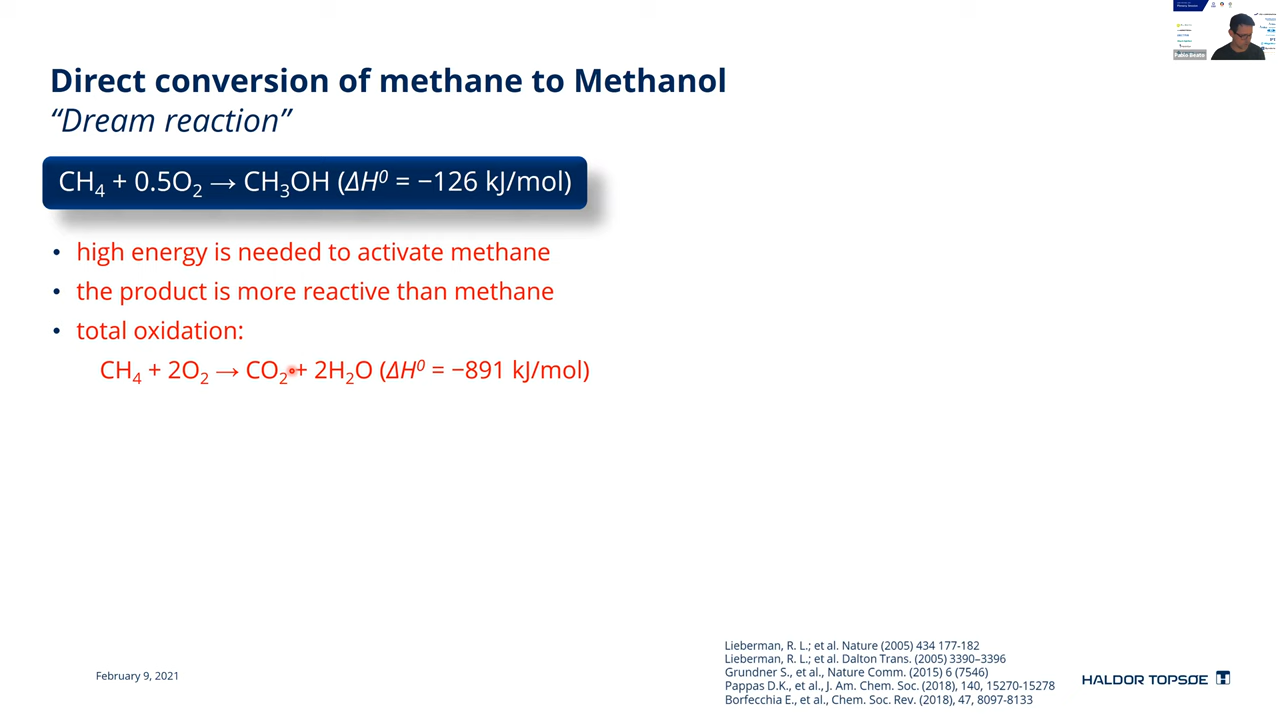 Direct conversion of methane to Methanol
“Dream reaction”
CH₄ + 0.5O₂ → CH₃OH (ΔH⁰ = −126 kJ/mol)
• high energy is needed to activate methane
• the product is more reactive than methane
• total oxidation:
CH₄ + 2O₂ → CO₂ + 2H₂O (ΔH⁰ = −891 kJ/mol)
Lieberman, R. L.; et al. Nature (2005) 434 177-182
Lieberman, R. L.; et al. Dalton Trans. (2005) 3390–3396
Grundner S., et al., Nature Comm. (2015) 6 (7546)
Pappas D.K., et al., J. Am. Chem. Soc. (2018), 140, 15270-15278
Borfecchia E., et al., Chem. Soc. Rev. (2018), 47, 8097-8133
February 9, 2021
HALDOR TOPSØE
Pablo Beato